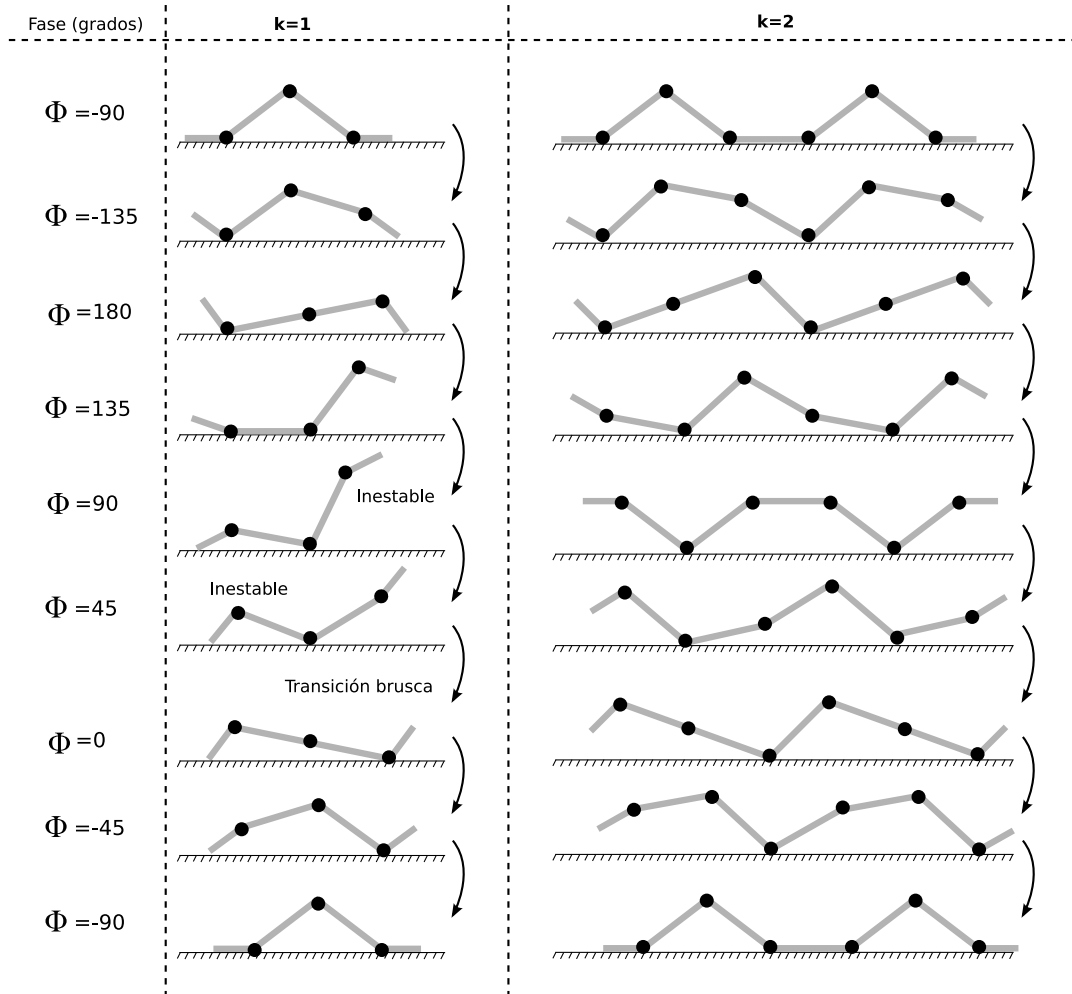 Fase (grados) k=1 k=2
Φ =-90
Φ =-135
Φ =180
Φ =135
Φ =90
Inestable
Inestable
Φ =45
Transición brusca
Φ =0
Φ =-45
Φ =-90